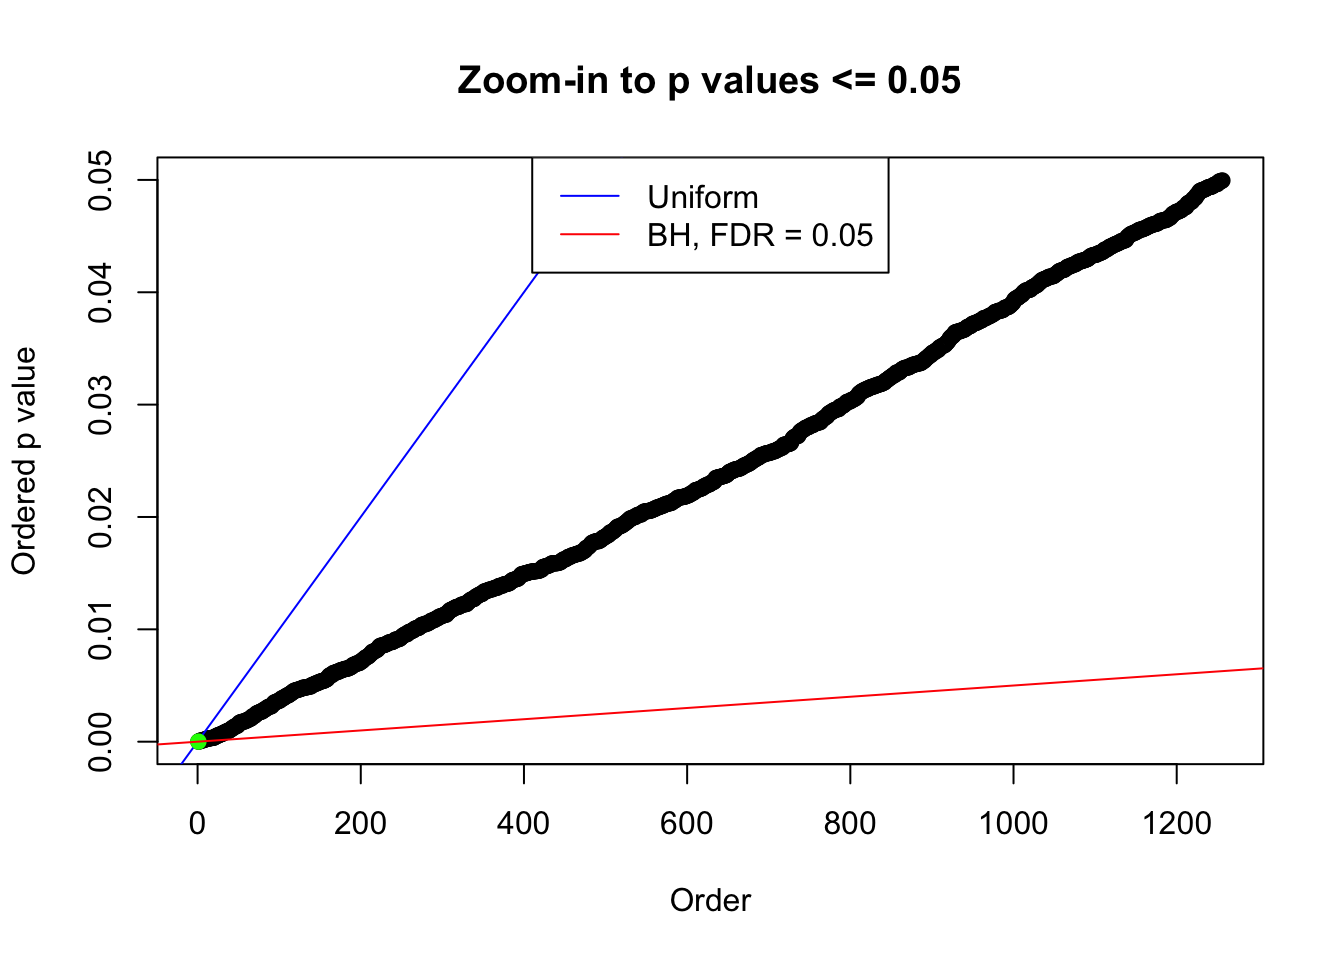 Zoom-in to p values <= 0.05
Uniform
BH, FDR = 0.05
Ordered p value
0.05
0.04
0.03
0.02
0.01
0.00
0 200 400 600 800 1000 1200
Order